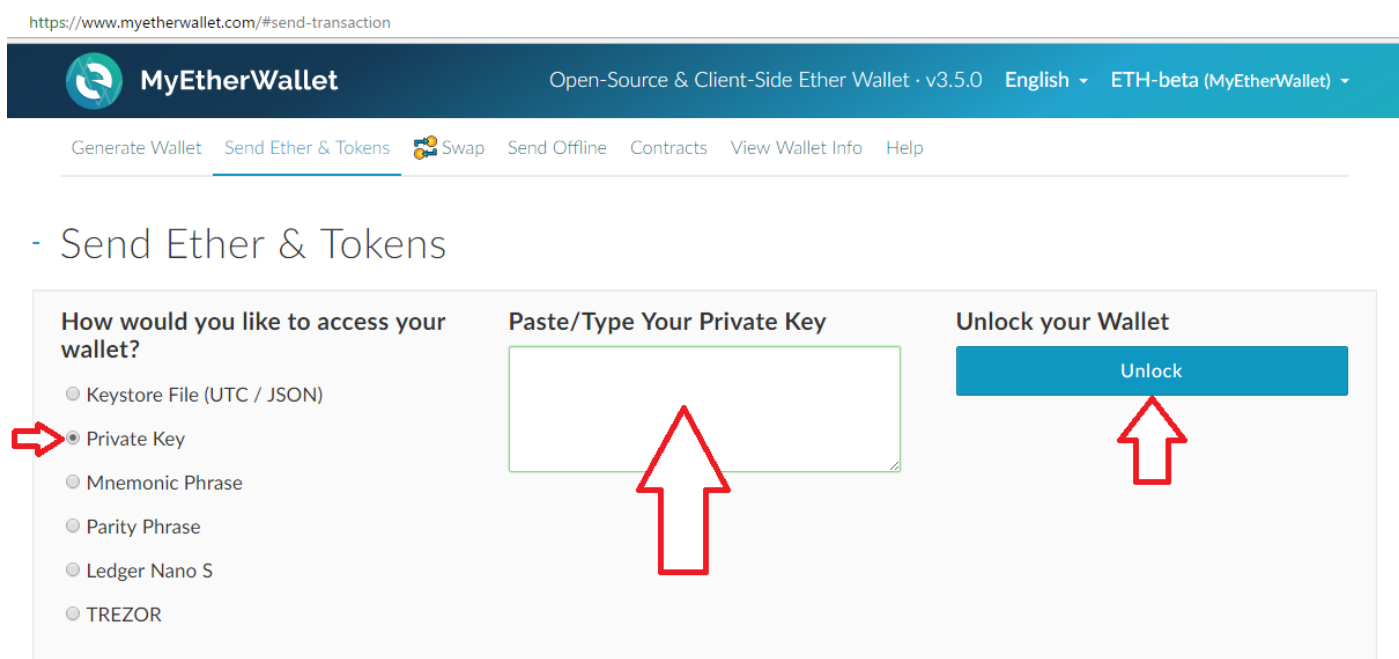 https://www.myetherwallet.com/#send-transaction
MyEtherWallet
Open-Source & Client-Side Ether Wallet · v3.5.0 English ETH-beta (MyEtherWallet)
Generate Wallet Send Ether & Tokens Swap Send Offline Contracts View Wallet Info Help
- Send Ether & Tokens
How would you like to access your
wallet?
Keystore File (UTC / JSON)
Private Key
Mnemonic Phrase
Parity Phrase
Ledger Nano S
TREZOR
Paste/Type Your Private Key
Unlock your Wallet
Unlock